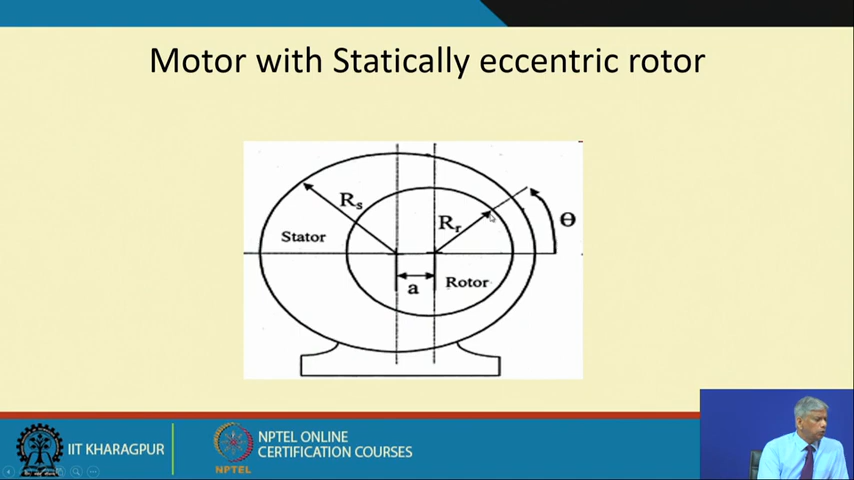 Motor with Statically eccentric rotor
Rs
Rr
Stator
θ
a
Rotor
IIT KHARAGPUR
NPTEL
NPTEL ONLINE
CERTIFICATION COURSES